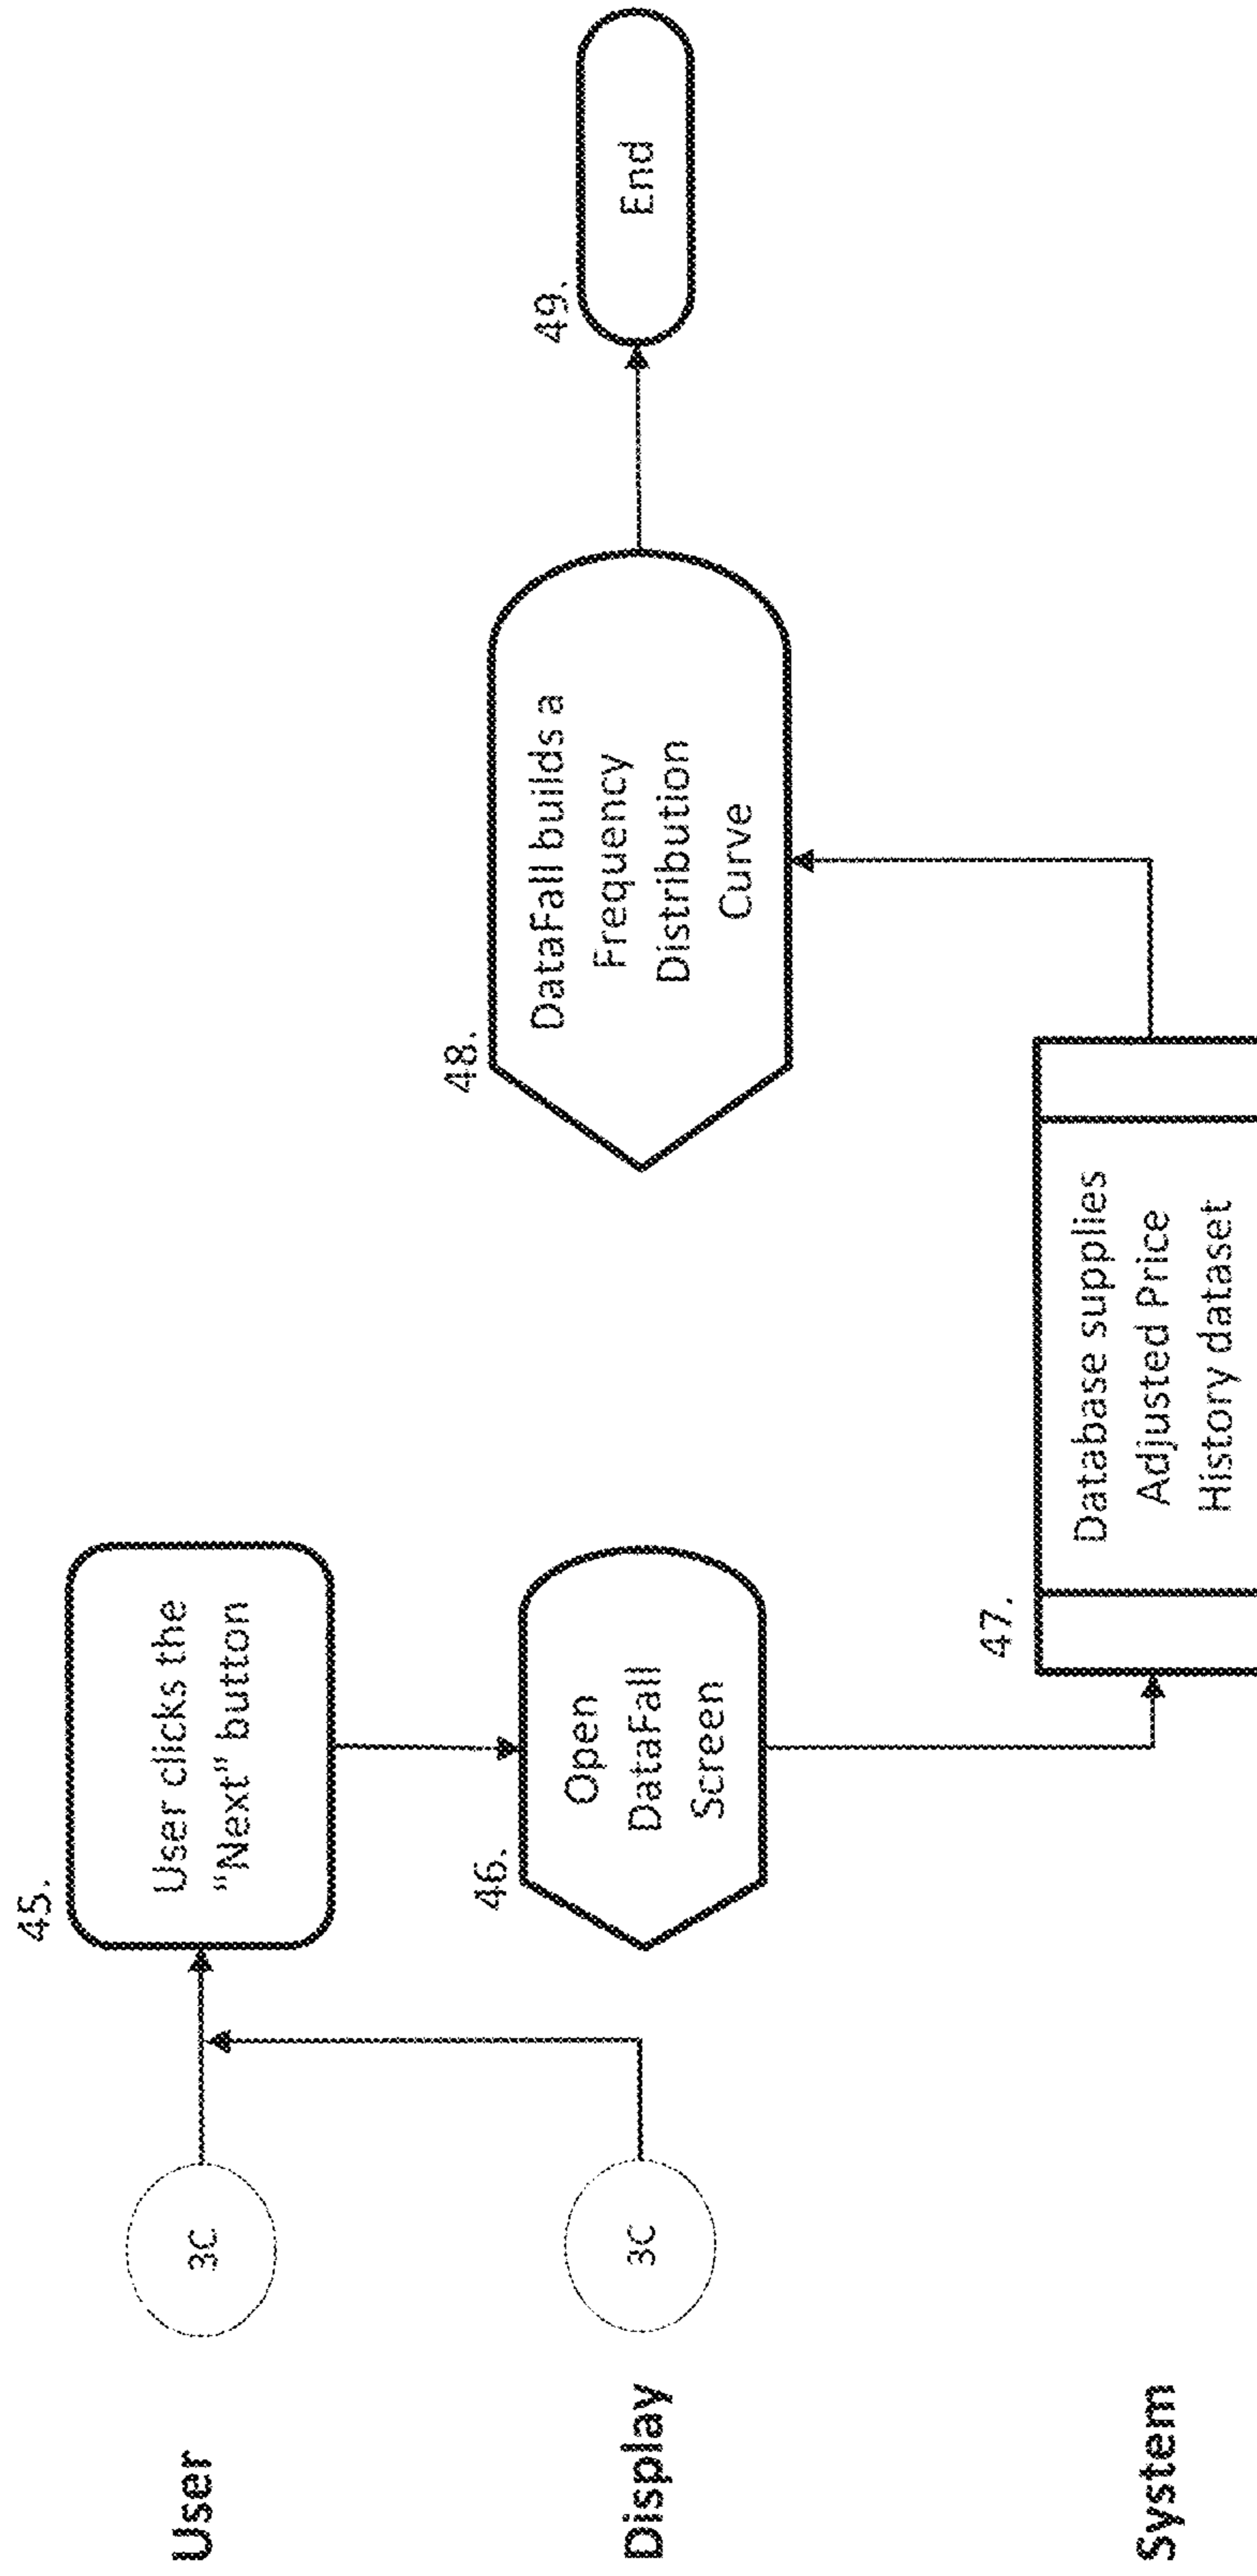 User
3C
45.
User clicks the
"Next" button
Display
3C
46.
Open
DataFall
Screen
48.
DataFall builds a
Frequency
Distribution
Curve
49.
End
System
47.
Database supplies
Adjusted Price
History dataset